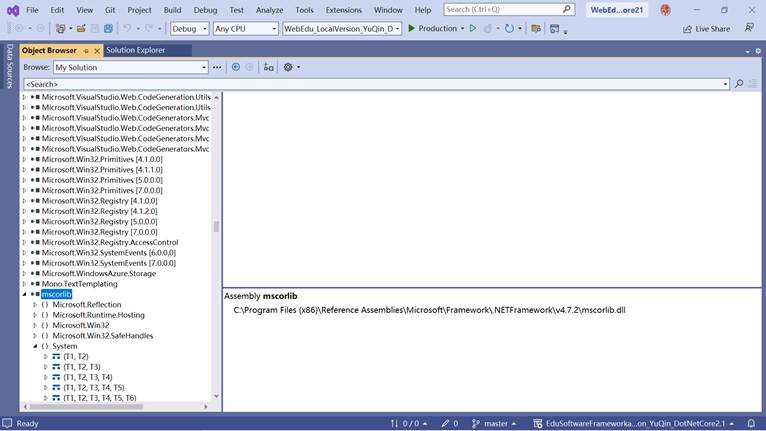 File Edit View Git Project Build Debug Test Analyze Tools Extensions Window Help Search (Ctrl+Q) WebEd...ore21
Debug Any CPU WebEdu_LocalVersion_YuQin_D Production Live Share
Data Sources
Object Browser Solution Explorer
Browse: My Solution
<Search>
Microsoft.VisualStudio.Web.CodeGeneration.Utils
Microsoft.VisualStudio.Web.CodeGeneration.Utils
Microsoft.VisualStudio.Web.CodeGenerators.Mvc
Microsoft.VisualStudio.Web.CodeGenerators.Mvc
Microsoft.VisualStudio.Web.CodeGenerators.Mvc
Microsoft.VisualStudio.Web.CodeGenerators.Mvc
Microsoft.Win32.Primitives [4.1.0.0]
Microsoft.Win32.Primitives [4.1.1.0]
Microsoft.Win32.Primitives [5.0.0.0]
Microsoft.Win32.Primitives [7.0.0.0]
Microsoft.Win32.Registry [4.1.0.0]
Microsoft.Win32.Registry [4.1.2.0]
Microsoft.Win32.Registry [5.0.0.0]
Microsoft.Win32.Registry [7.0.0.0]
Microsoft.Win32.Registry.AccessControl
Microsoft.Win32.SystemEvents [6.0.0.0]
Microsoft.Win32.SystemEvents [7.0.0.0]
Microsoft.WindowsAzure.Storage
Mono.TextTemplating
mscorlib
{ } Microsoft.Reflection
{ } Microsoft.Runtime.Hosting
{ } Microsoft.Win32
{ } Microsoft.Win32.SafeHandles
{ } System
(T1, T2)
(T1, T2, T3)
(T1, T2, T3, T4)
(T1, T2, T3, T4, T5)
(T1, T2, T3, T4, T5, T6)
Assembly mscorlib
C:\Program Files (x86)\Reference Assemblies\Microsoft\Framework\.NETFramework\v4.7.2\mscorlib.dll
Ready 0 / 0 0 master EduSoftwareFrameworka...on_YuQin_DotNetCore2.1